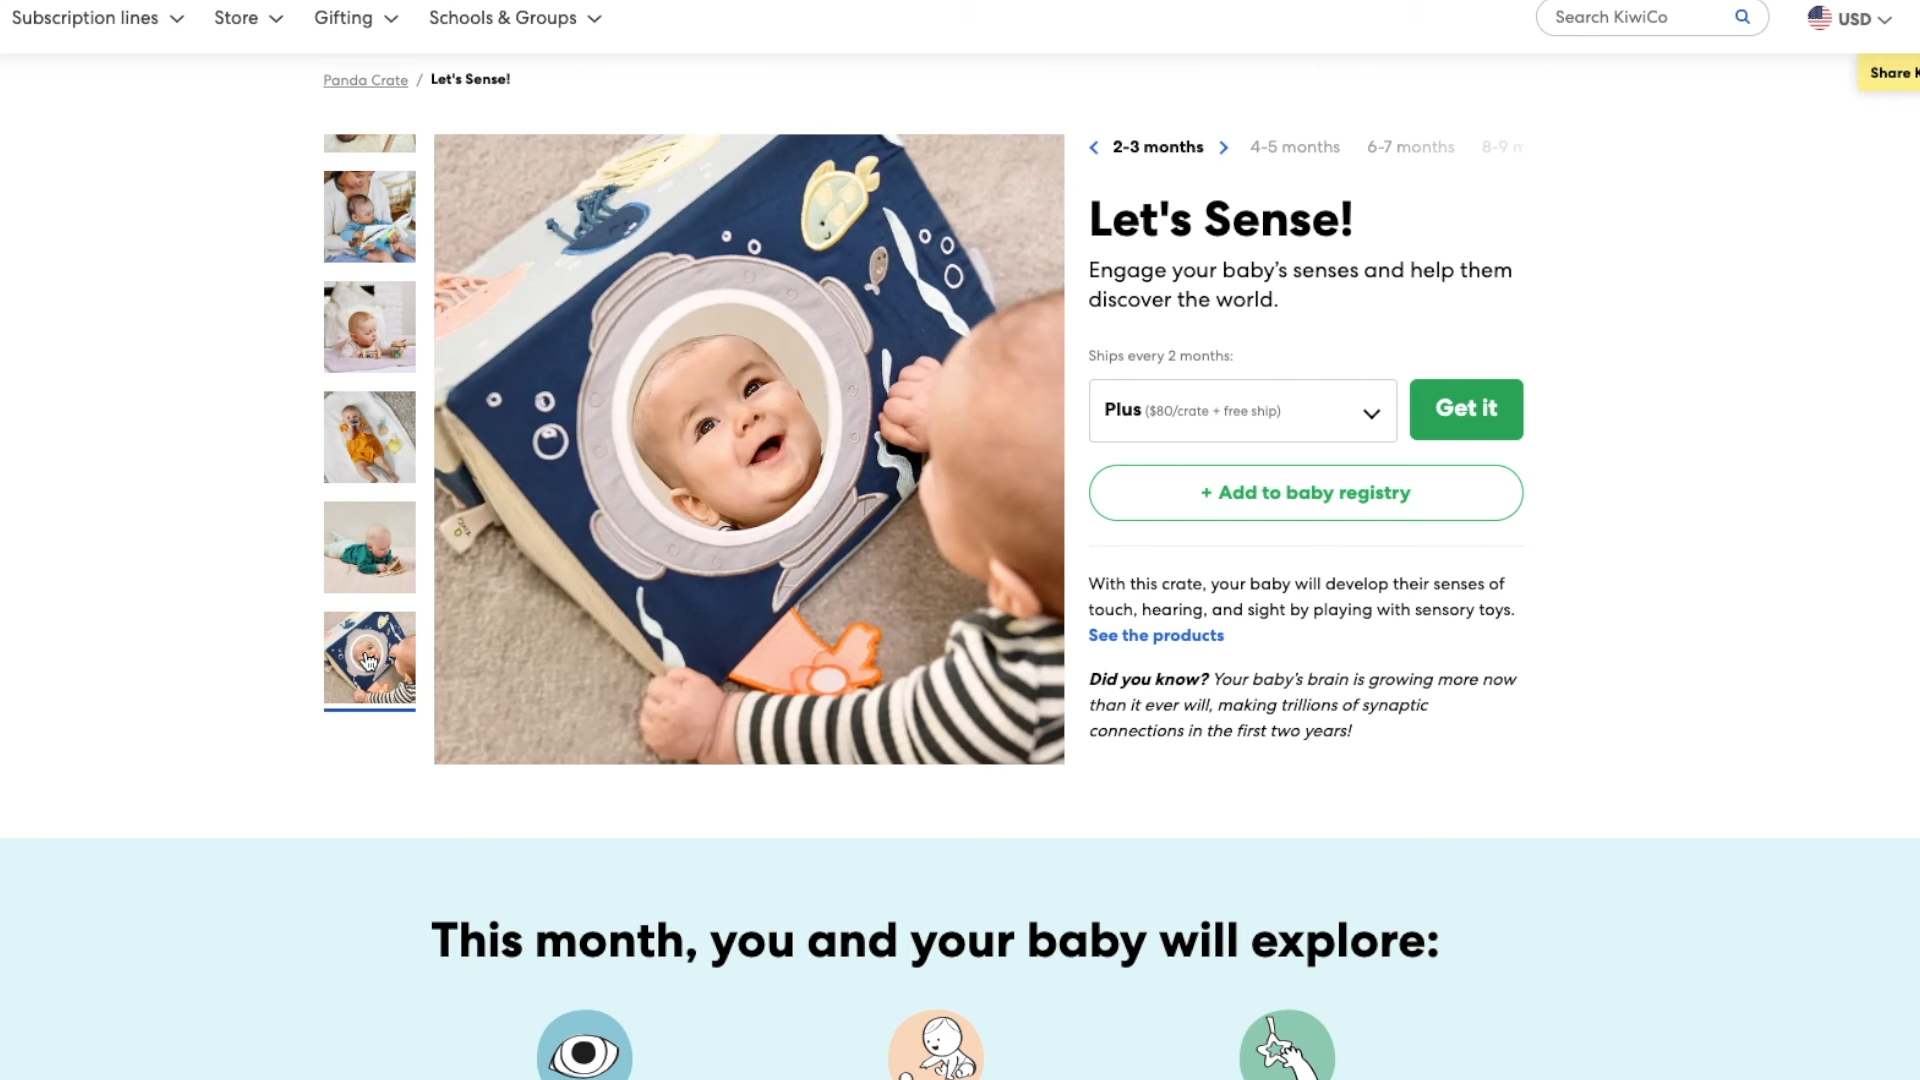 Subscription lines Store Gifting Schools & Groups Search KiwiCo USD
Share
Panda Crate / Let's Sense!
2-3 months 4-5 months 6-7 months 8-9 m
Let's Sense!
Engage your baby's senses and help them
discover the world.
Ships every 2 months:
Plus ($80/crate + free ship) Get it
+ Add to baby registry
With this crate, your baby will develop their senses of
touch, hearing, and sight by playing with sensory toys.
See the products
Did you know? Your baby's brain is growing more now
than it ever will, making trillions of synaptic
connections in the first two years!
This month, you and your baby will explore: